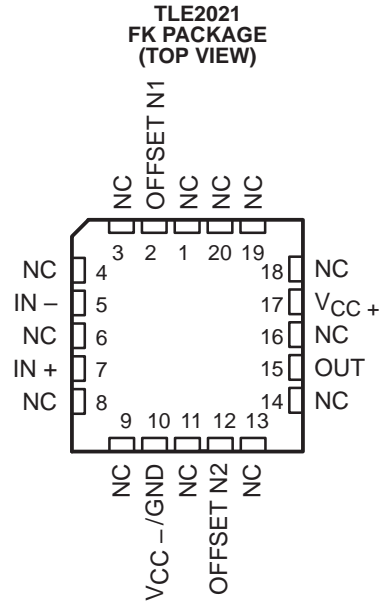 TLE2021
FK PACKAGE
(TOP VIEW)
NC
OFFSET N1
NC
NC
NC
3 2 1 20 19
NC 4 18 NC
IN – 5 17 VCC +
NC 6 16 NC
IN + 7 15 OUT
NC 8 14 NC
9 10 11 12 13
NC
VCC –/GND
NC
OFFSET N2
NC